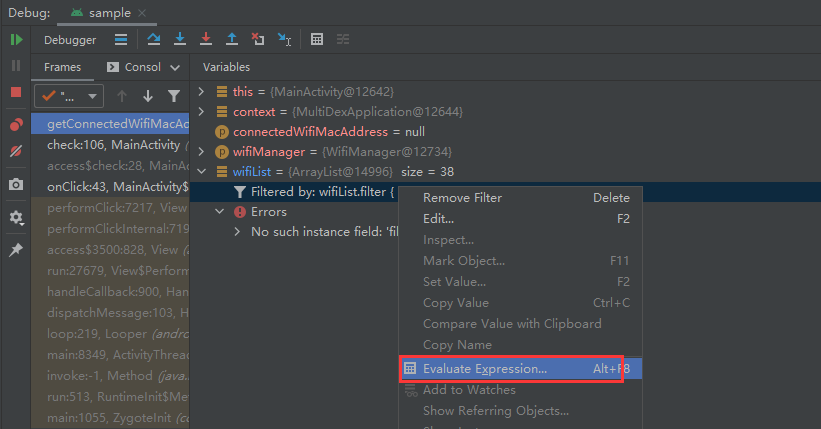 Debug: sample
Debugger
Frames Consol Variables
"...
getConnectedWifiMacAd
check:106, MainActivity (
access$check:28, MainAc
onClick:43, MainActivity$
performClick:7217, View
performClickInternal:719
access$3500:828, View (a
run:27679, View$Perform
handleCallback:900, Han
dispatchMessage:103, H
loop:219, Looper (androi
main:8349, ActivityThrea
invoke:-1, Method (java.
run:513, RuntimeInit$Met
main:1055, ZygoteInit (co
this = {MainActivity@12642}
context = {MultiDexApplication@12644}
connectedWifiMacAddress = null
wifiManager = {WifiManager@12734}
wifiList = {ArrayList@14996} size = 38
Filtered by: wifiList.filter {
Errors
No such instance field: 'fil
Remove Filter Delete
Edit... F2
Inspect...
Mark Object... F11
Set Value... F2
Copy Value Ctrl+C
Compare Value with Clipboard
Copy Name
Evaluate Expression... Alt+F8
Add to Watches
Show Referring Objects...